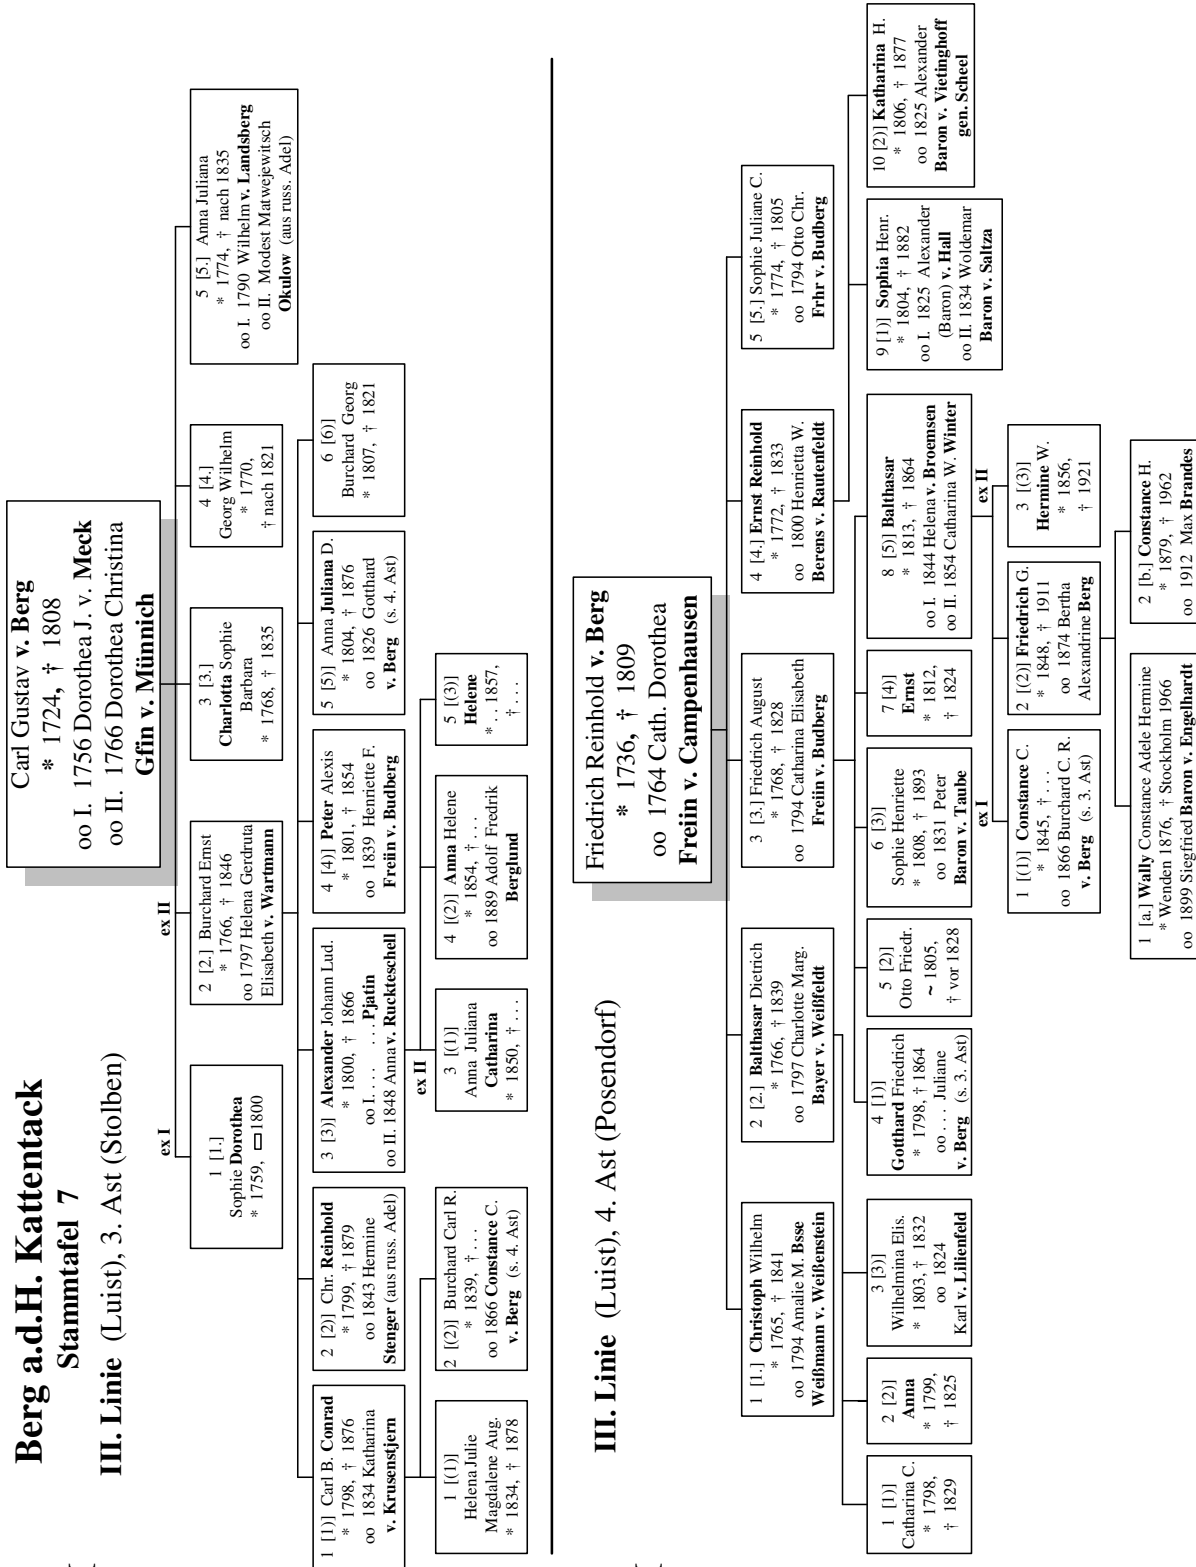 Berg a.d.H. Kattentack
Stammtafel 7
III. Linie (Luist), 3. Ast (Stolben)
Carl Gustav v. Berg
* 1724, † 1808
oo I. 1756 Dorothea J. v. Meck
oo II. 1766 Dorothea Christina
Gfin v. Münnich
ex I
ex II
1 [1.]
Sophie Dorothea
* 1759, ▭ 1800
2 [2.] Burchard Ernst
* 1766, † 1846
oo 1797 Helena Gerdruta
Elisabeth v. Wartmann
3 [3.]
Charlotta Sophie
Barbara
* 1768, † 1835
4 [4.]
Georg Wilhelm
* 1770,
† nach 1821
5 [5.] Anna Juliana
* 1774, † nach 1835
oo I. 1790 Wilhelm v. Landsberg
oo II. Modest Matwejewitsch
Okulow (aus russ. Adel)
1 [1)] Carl B. Conrad
* 1798, † 1876
oo 1834 Katharina
v. Krusenstjern
2 [2)] Chr. Reinhold
* 1799, † 1879
oo 1843 Hermine
Stenger (aus russ. Adel)
3 [3)] Alexander Johann Lud.
* 1800, † 1866
oo I. . . . . . . . Pjatin
oo II. 1848 Anna v. Ruckteschell
4 [4)] Peter Alexis
* 1801, † 1854
oo 1839 Henriette F.
Freiin v. Budberg
5 [5)] Anna Juliana D.
* 1804, † 1876
oo 1826 Gotthard
v. Berg (s. 4. Ast)
6 [6)]
Burchard Georg
* 1807, † 1821
ex II
1 [(1)]
Helena Julie
Magdalene Aug.
* 1834, † 1878
2 [(2)] Burchard Carl R.
* 1839, † . . .
oo 1866 Constance C.
v. Berg (s. 4. Ast)
3 [(1)]
Anna Juliana
Catharina
* 1850, † . . .
4 [(2)] Anna Helene
* 1854, † . . .
oo 1889 Adolf Fredrik
Berglund
5 [(3)]
Helene
* . . 1857,
† . . .
III. Linie (Luist), 4. Ast (Posendorf)
Friedrich Reinhold v. Berg
* 1736, † 1809
oo 1764 Cath. Dorothea
Freiin v. Campenhausen
1 [1.] Christoph Wilhelm
* 1765, † 1841
oo 1794 Amalie M. Bsse
Weißmann v. Weißenstein
2 [2.] Balthasar Dietrich
* 1766, † 1839
oo 1797 Charlotte Marg.
Bayer v. Weißfeldt
3 [3.] Friedrich August
* 1768, † 1828
oo 1794 Catharina Elisabeth
Freiin v. Budberg
4 [4.] Ernst Reinhold
* 1772, † 1833
oo 1800 Henrietta W.
Berens v. Rautenfeldt
5 [5.] Sophie Juliane C.
* 1774, † 1805
oo 1794 Otto Chr.
Frhr v. Budberg
1 [1)]
Catharina C.
* 1798,
† 1829
2 [2)]
Anna
* 1799,
† 1825
3 [3)]
Wilhelmina Elis.
* 1803, † 1832
oo 1824
Karl v. Lilienfeld
4 [1)]
Gotthard Friedrich
* 1798, † 1864
oo . . . Juliane
v. Berg (s. 3. Ast)
5 [2)]
Otto Friedr.
~ 1805,
† vor 1828
6 [3)]
Sophie Henriette
* 1808, † 1893
oo 1831 Peter
Baron v. Taube
7 [4)]
Ernst
* 1812,
† 1824
8 [5)] Balthasar
* 1813, † 1864
oo I. 1844 Helena v. Broemsen
oo II. 1854 Catharina W. Winter
9 [1)] Sophia Henr.
* 1804, † 1882
oo I. 1825 Alexander
(Baron) v. Hall
oo II. 1834 Woldemar
Baron v. Saltza
10 [2)] Katharina H.
* 1806, † 1877
oo 1825 Alexander
Baron v. Vietinghoff
gen. Scheel
ex I
ex II
1 [(1)] Constance C.
* 1845, † . . .
oo 1866 Burchard C. R.
v. Berg (s. 3. Ast)
2 [(2)] Friedrich G.
* 1848, † 1911
oo 1874 Bertha
Alexandrine Berg
3 [(3)]
Hermine W.
* 1856,
† 1921
1 [a.] Wally Constance Adele Hermine
* Wenden 1876, † Stockholm 1966
oo 1899 Siegfried Baron v. Engelhardt
2 [b.] Constance H.
* 1879, † 1962
oo 1912 Max Brandes